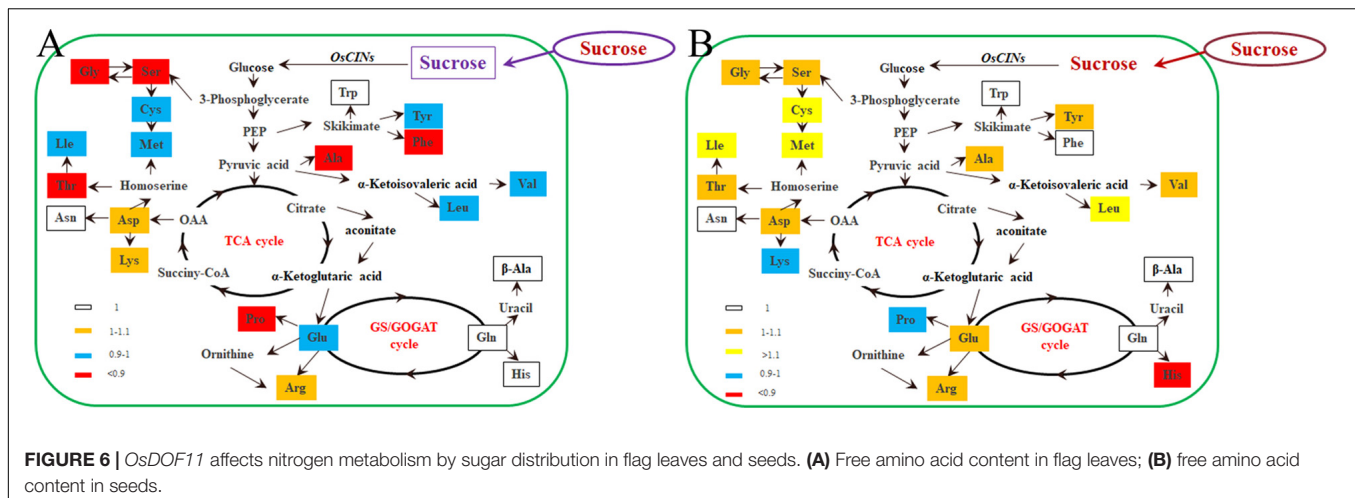 A
Sucrose
Sucrose
OsCINs
Glucose
Gly
Ser
3-Phosphoglycerate
Trp
Cys
Tyr
PEP
Skikimate
Lle
Met
Phe
Ala
Pyruvic acid
Thr
Homoserine
α-Ketoisovaleric acid
Val
Leu
Asn
Asp
OAA
Citrate
TCA cycle
aconitate
Lys
Succiny-CoA
α-Ketoglutaric acid
β-Ala
Uracil
Pro
Glu
GS/GOGAT
cycle
Gln
Ornithine
His
Arg
1
1-1.1
0.9-1
<0.9
B
Sucrose
Sucrose
OsCINs
Glucose
Gly
Ser
3-Phosphoglycerate
Trp
Cys
Tyr
PEP
Skikimate
Lle
Met
Phe
Ala
Pyruvic acid
Thr
Homoserine
α-Ketoisovaleric acid
Val
Leu
Asn
Asp
OAA
Citrate
TCA cycle
aconitate
Lys
Succiny-CoA
α-Ketoglutaric acid
β-Ala
Uracil
Pro
Glu
GS/GOGAT
cycle
Gln
Ornithine
His
Arg
1
1-1.1
>1.1
0.9-1
<0.9
FIGURE 6 | OsDOF11 affects nitrogen metabolism by sugar distribution in flag leaves and seeds. (A) Free amino acid content in flag leaves; (B) free amino acid
content in seeds.